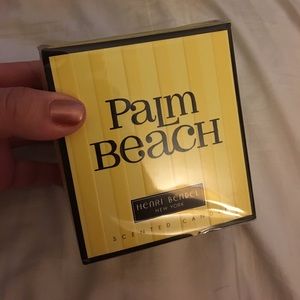 Palm
Beach
HENRI BENDEL
NEW YORK
SCENTED